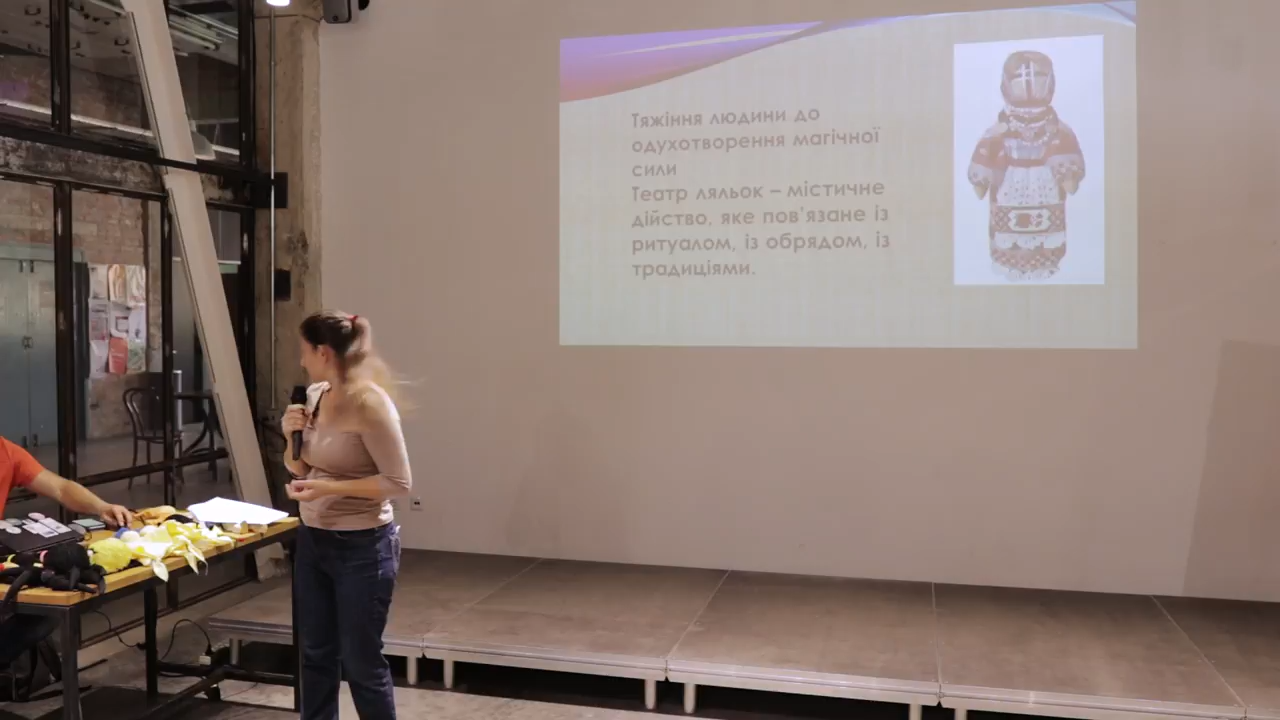 Тяжіння людини до
одухотворення магічної
сили
Театр ляльок – містичне
дійство, яке пов'язане із
ритуалом, із обрядом, із
традиціями.